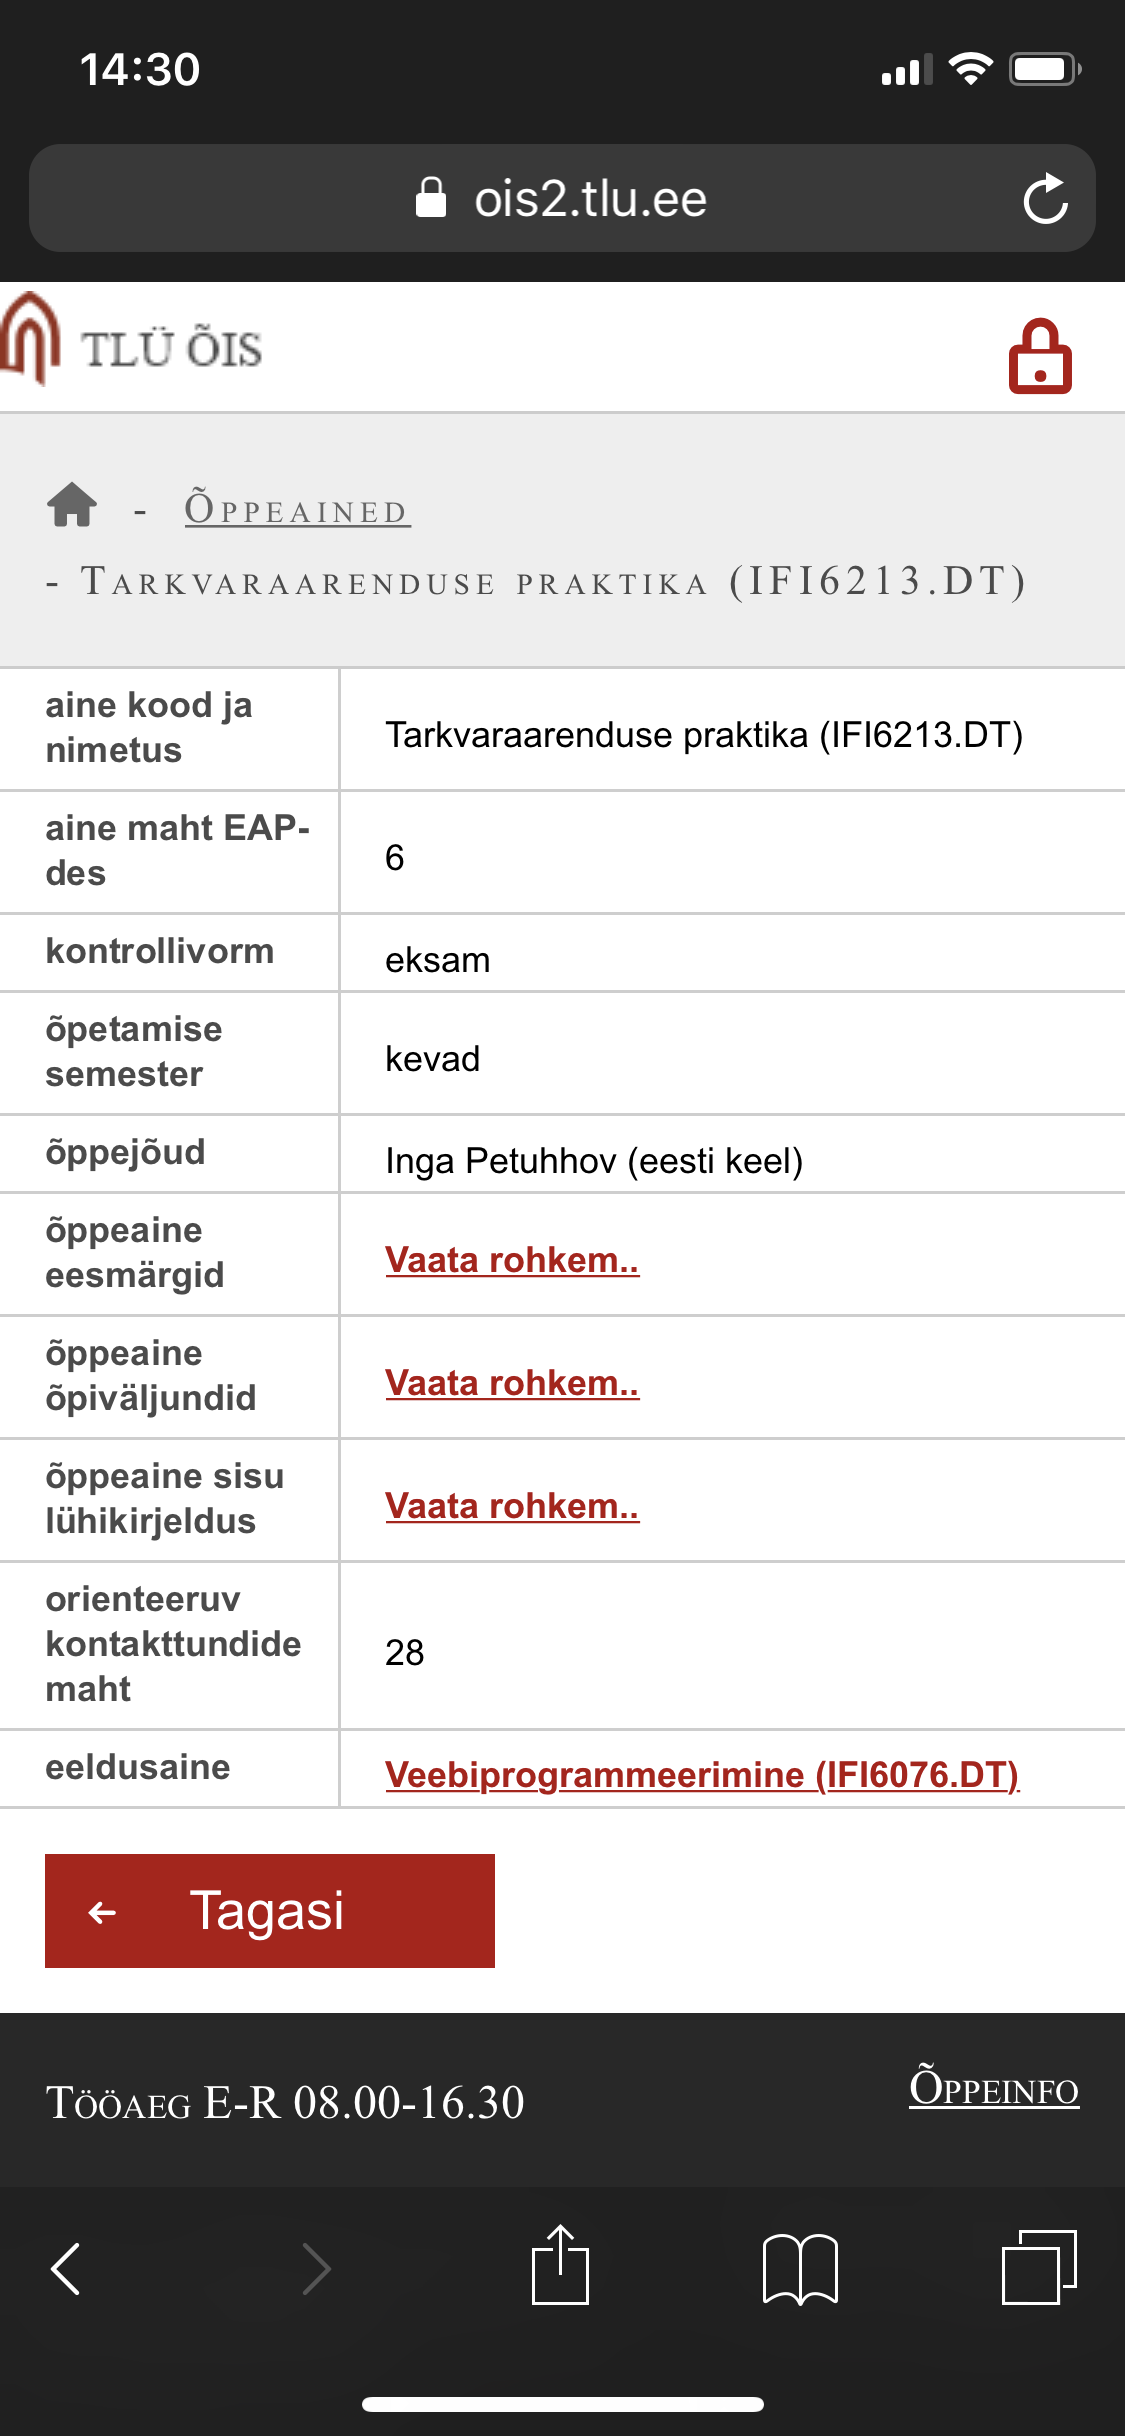 14:30
ois2.tlu.ee
TLÜ ÕIS
- Õppeained
- Tarkvaraarenduse praktika (IFI6213.DT)
aine kood ja
nimetus
Tarkvaraarenduse praktika (IFI6213.DT)
aine maht EAP-
des
6
kontrollivorm
eksam
õpetamise
semester
kevad
õppejõud
Inga Petuhhov (eesti keel)
õppeaine
eesmärgid
Vaata rohkem..
õppeaine
õpiväljundid
Vaata rohkem..
õppeaine sisu
lühikirjeldus
Vaata rohkem..
orienteeruv
kontakttundide
maht
28
eeldusaine
Veebiprogrammeerimine (IFI6076.DT)
Tagasi
Tööaeg E-R 08.00-16.30
Õppeinfo